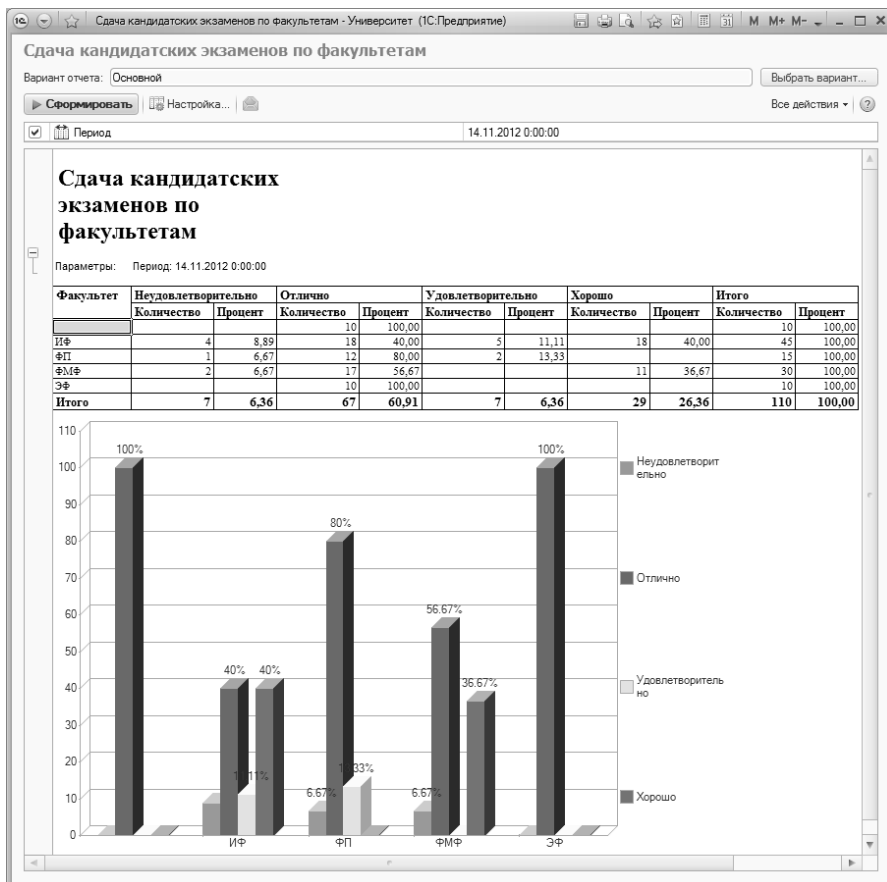 Сдача кандидатских экзаменов по факультетам - Университет (1С:Предприятие)
M M+ M-
Сдача кандидатских экзаменов по факультетам
Вариант отчета: Основной Выбрать вариант...
Сформировать Настройка... Все действия
Период 14.11.2012 0:00:00
Сдача кандидатских
экзаменов по
факультетам
Параметры: Период: 14.11.2012 0:00:00
Факультет Неудовлетворительно Отлично Удовлетворительно Хорошо Итого
Количество Процент Количество Процент Количество Процент Количество Процент Количество Процент
10 100,00 10 100,00
ИФ 4 8,89 18 40,00 5 11,11 18 40,00 45 100,00
ФП 1 6,67 12 80,00 2 13,33 15 100,00
ФМФ 2 6,67 17 56,67 11 36,67 30 100,00
ЭФ 10 100,00 10 100,00
Итого 7 6,36 67 60,91 7 6,36 29 26,36 110 100,00
110
100
90
80
70
60
50
40
30
20
10
0
100%
40% 40%
80%
6.67%
56.67%
6.67%
36.67%
100%
ИФ ФП ФМФ ЭФ
Неудовлетворит
ельно
Отлично
Удовлетворитель
но
Хорошо